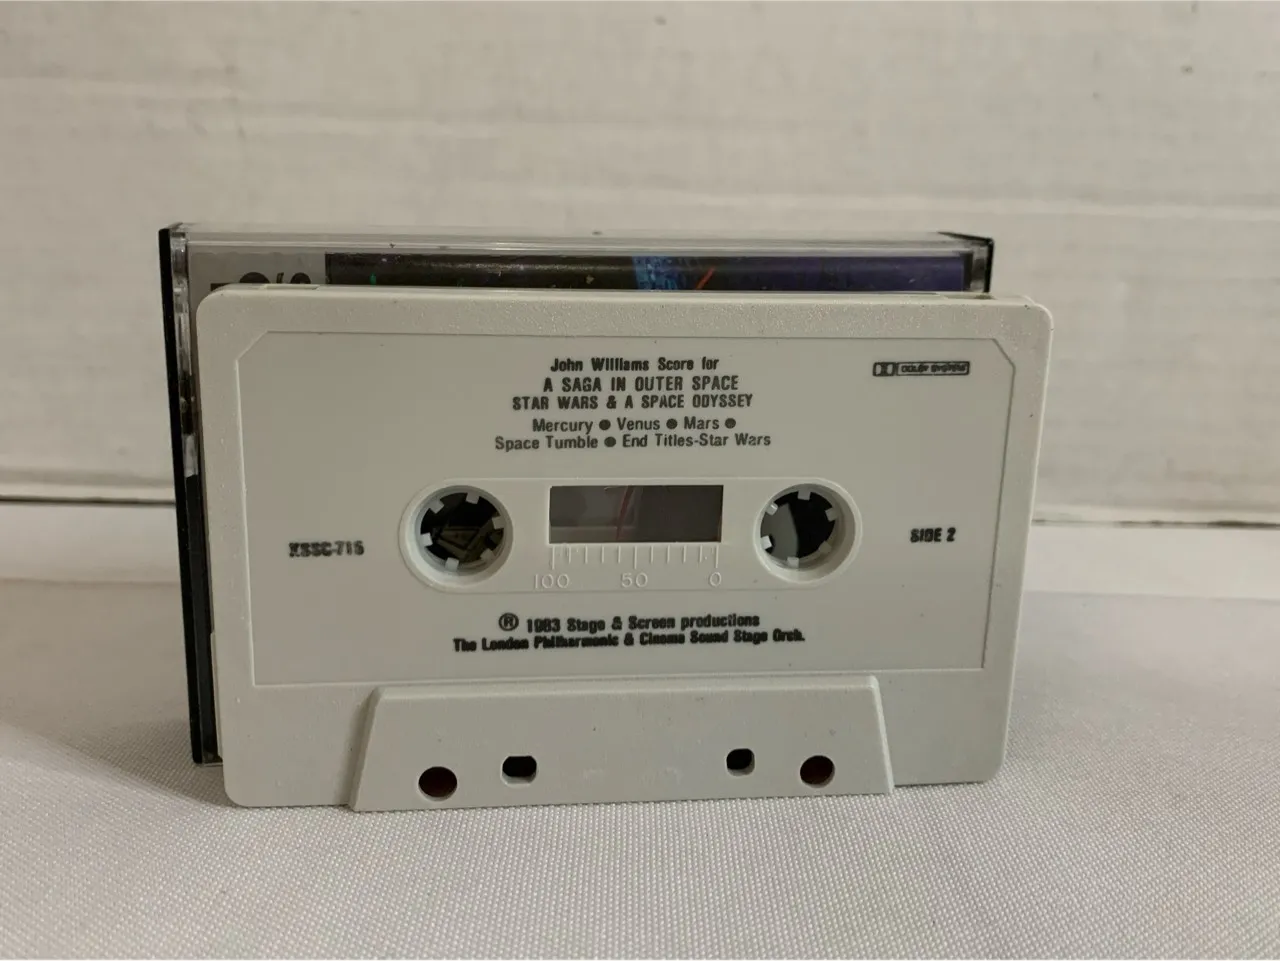 John Williams Score for
A SAGA IN OUTER SPACE
STAR WARS & A SPACE ODYSSEY
Mercury ● Venus ● Mars ●
Space Tumble ● End Titles-Star Wars
DOLBY SYSTEM
KSSC-715
SIDE 2
100 50 0
Ⓡ 1983 Stage & Screen productions
The London Philharmonic & Cinema Sound Stage Orch.